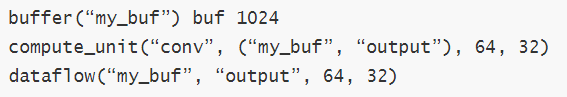 buffer(“my_buf”) buf 1024
compute_unit(“conv”, (“my_buf”, “output”), 64, 32)
dataflow(“my_buf”, “output”, 64, 32)